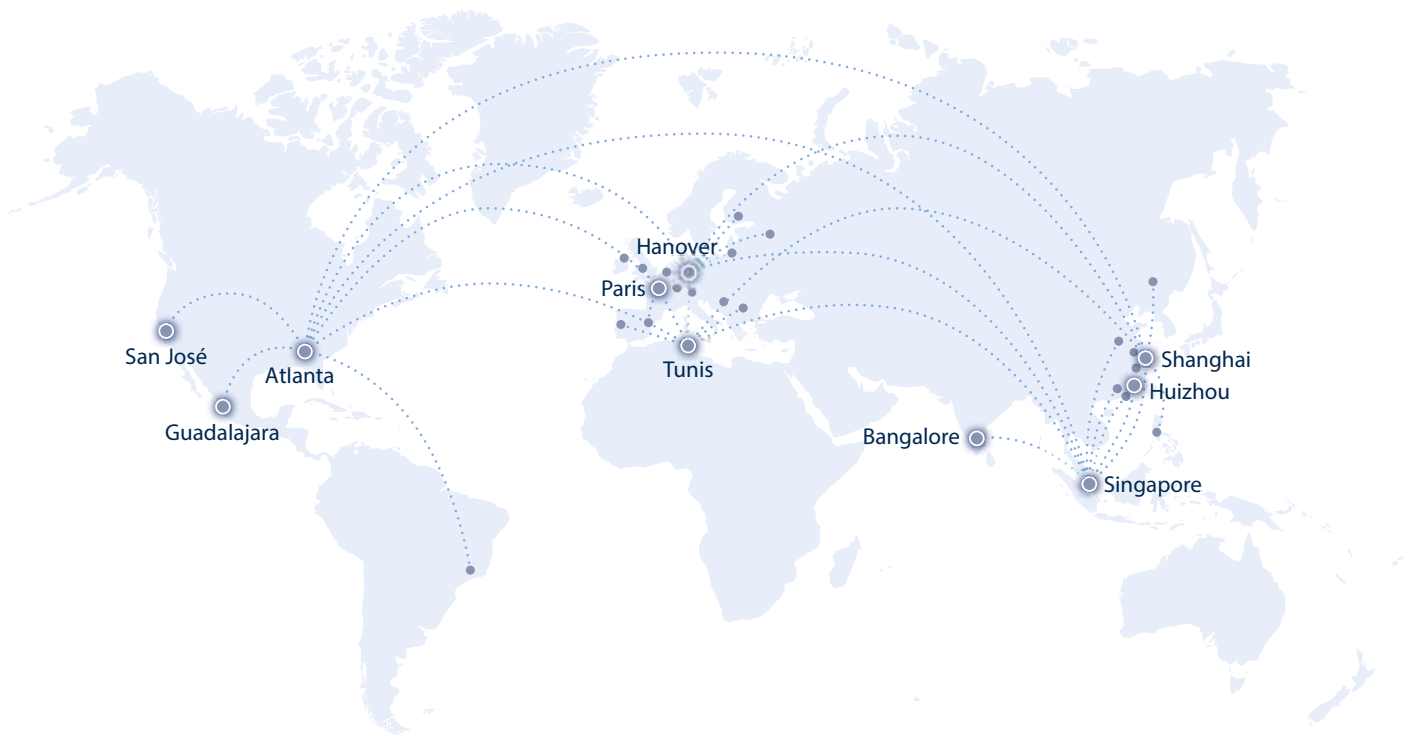 Hanover
Paris
San José
Atlanta
Tunis
Shanghai
Huizhou
Guadalajara
Bangalore
Singapore